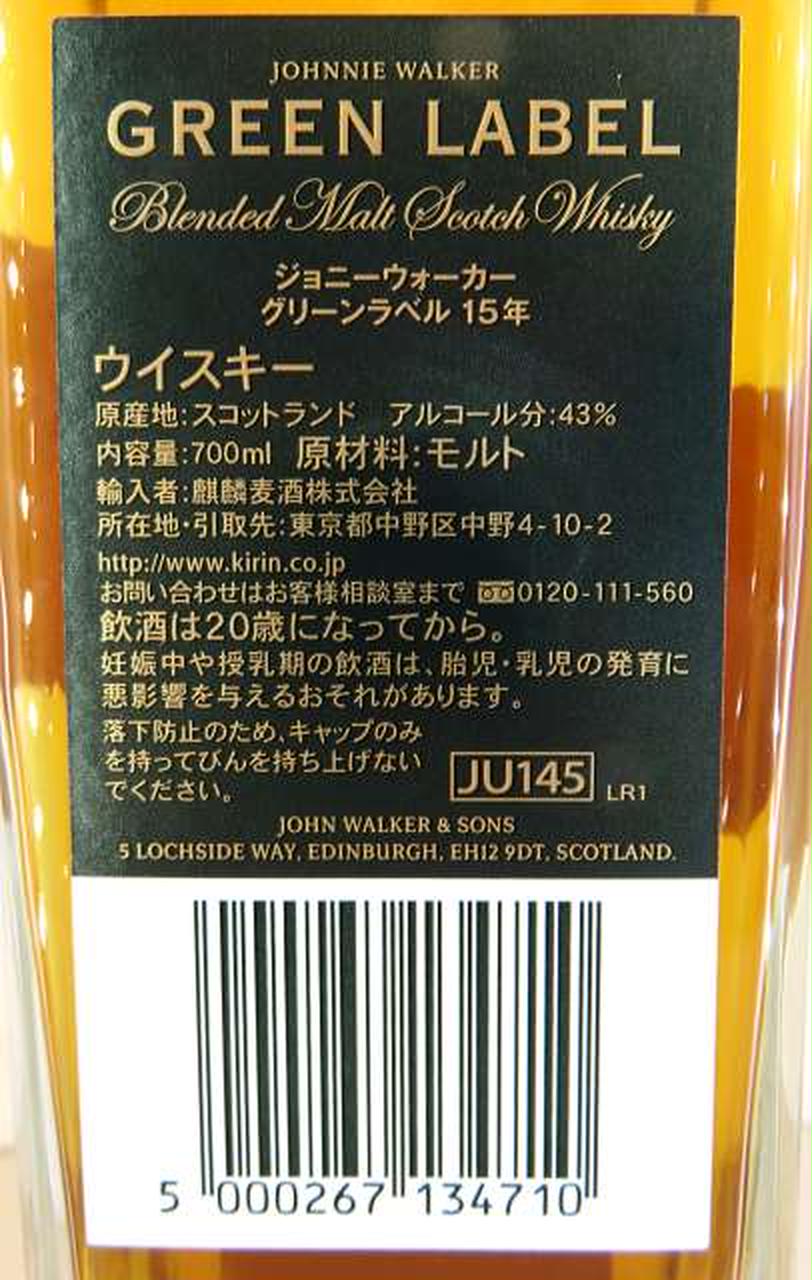 JOHNNIE WALKER
GREEN LABEL
Blended Malt Scotch Whisky
ジョニーウォーカー
グリーンラベル 15年
ウイスキー
原産地:スコットランド アルコール分:43%
内容量:700ml 原材料:モルト
輸入者:麒麟麦酒株式会社
所在地・引取先:東京都中野区中野4-10-2
http://www.kirin.co.jp
お問い合わせはお客様相談室まで 0120-111-560
飲酒は20歳になってから。
妊娠中や授乳期の飲酒は、胎児・乳児の発育に
悪影響を与えるおそれがあります。
落下防止のため、キャップのみ
を持ってびんを持ち上げない
でください。
JU145 LR1
JOHN WALKER & SONS
5 LOCHSIDE WAY, EDINBURGH, EH12 9DT, SCOTLAND.
5 000267 134710